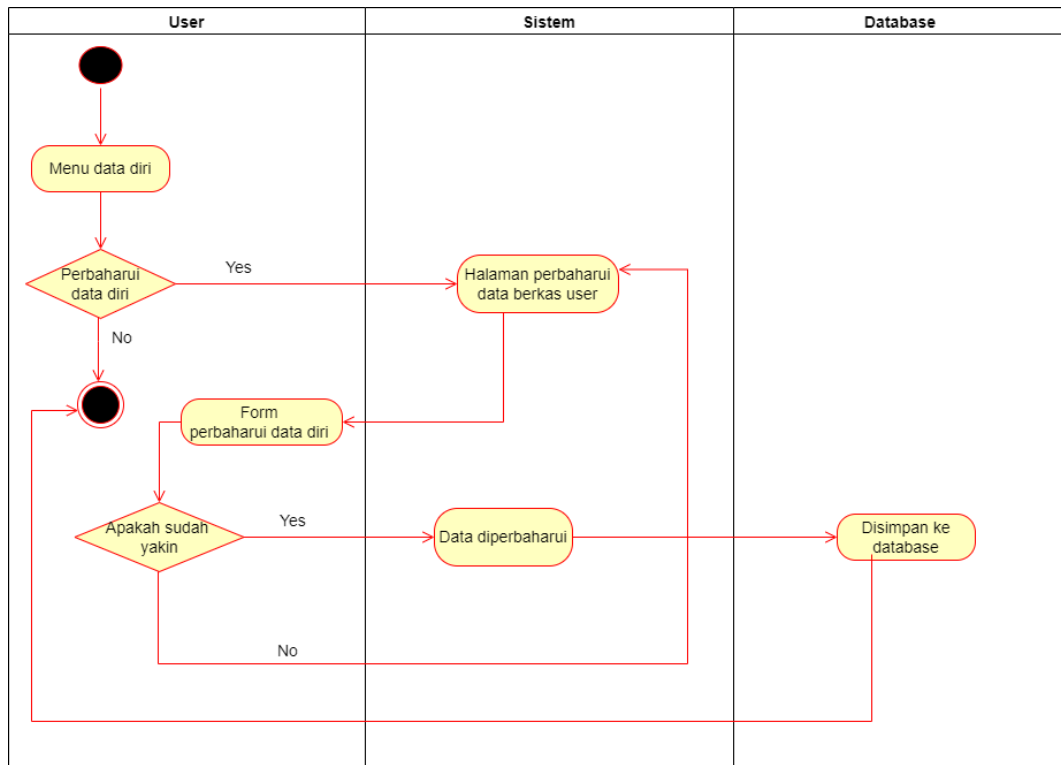 User
Sistem
Database
Menu data diri
Perbaharui
data diri
Yes
Halaman perbaharui
data berkas user
No
Form
perbaharui data diri
Apakah sudah
yakin
Yes
Data diperbaharui
Disimpan ke
database
No